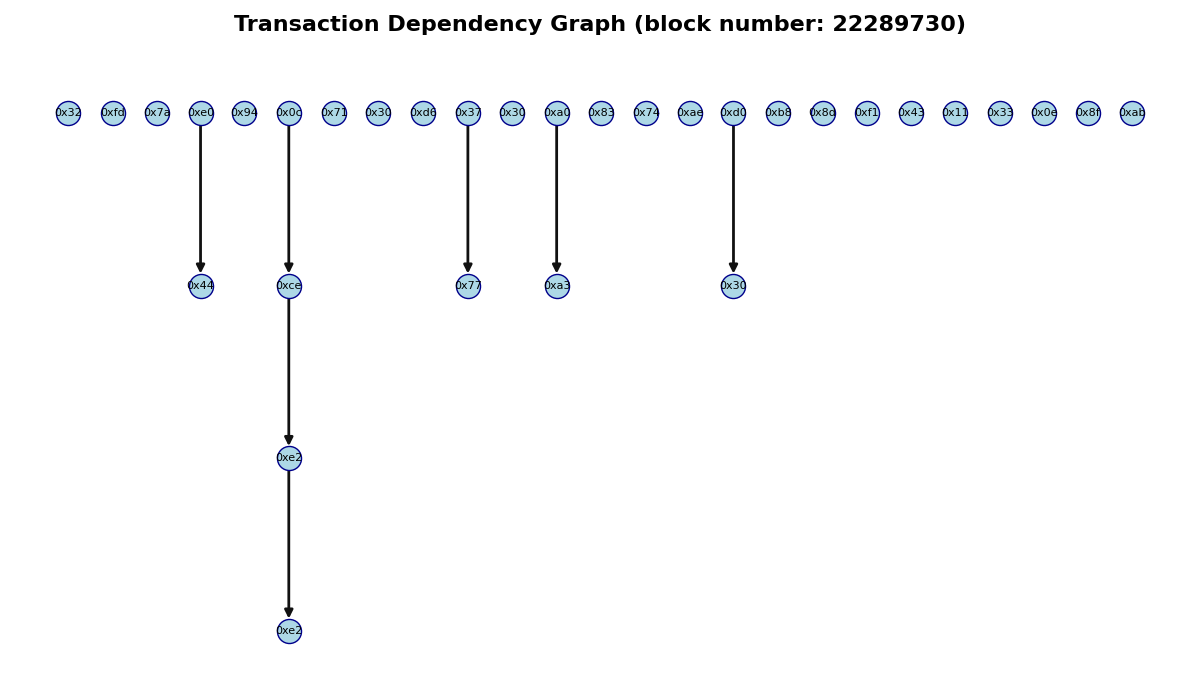 Transaction Dependency Graph (block number: 22289730)
0x32 0xfd 0x7a 0xe0 0x94 0x0c 0x71 0x30 0xd6 0x37 0x30 0xa0 0x83 0x74 0xae 0xd0 0xb8 0x8d 0xf1 0x43 0x11 0x33 0x0e 0x8f 0xab
0x44 0xce 0x77 0xa3 0x30
0xe2
0xe2